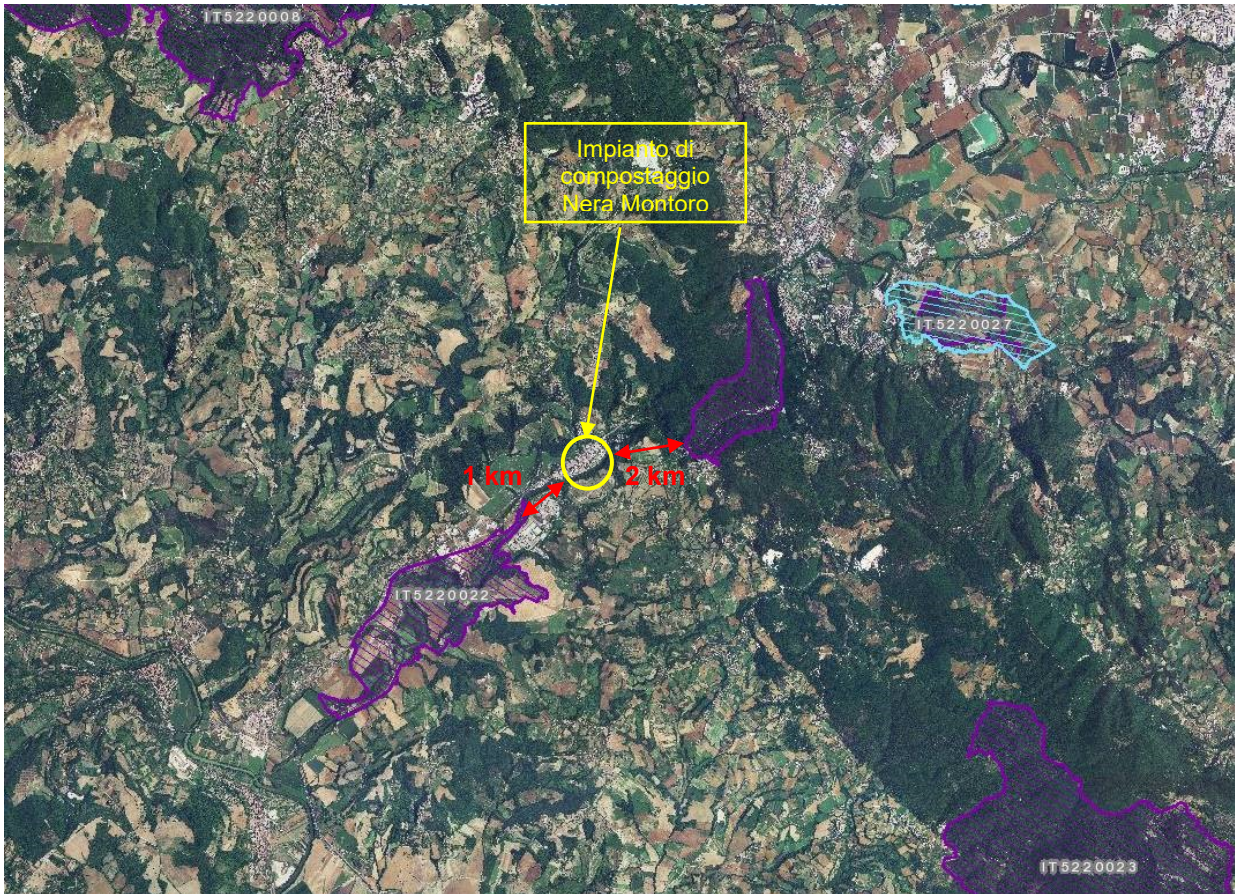 IT5220008
Impianto di
compostaggio
Nera Montoro
IT5220027
1 km
2 km
IT5220022
IT5220023